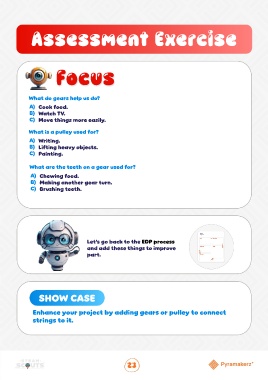 Assessment Exercise
Focus
What do gears help us do?
A) Cook food.
B) Watch TV.
C) Move things more easily.
What is a pulley used for?
A) Writing.
B) Lifting heavy objects.
C) Painting.
What are the teeth on a gear used for?
A) Chewing food.
B) Making another gear turn.
C) Brushing teeth.
Let's go back to the EDP process
and add these things to improve
part.
SHOW CASE
Enhance your project by adding gears or pulley to connect
strings to it.
23
Pyramakerz